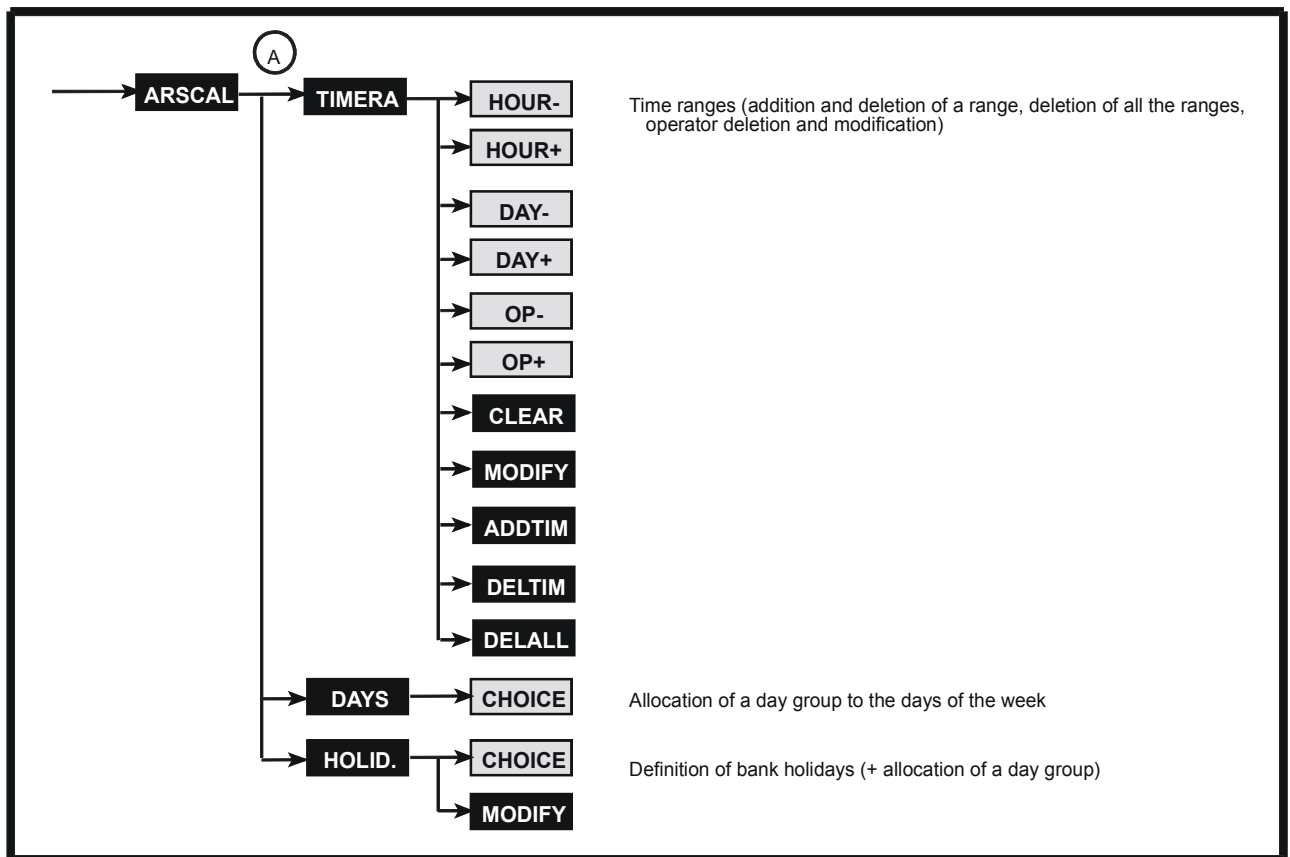 A
ARSCAL
TIMERA
HOUR-
Time ranges (addition and deletion of a range, deletion of all the ranges,
operator deletion and modification)
HOUR+
DAY-
DAY+
OP-
OP+
CLEAR
MODIFY
ADDTIM
DELTIM
DELALL
DAYS
CHOICE
Allocation of a day group to the days of the week
HOLID.
CHOICE
Definition of bank holidays (+ allocation of a day group)
MODIFY